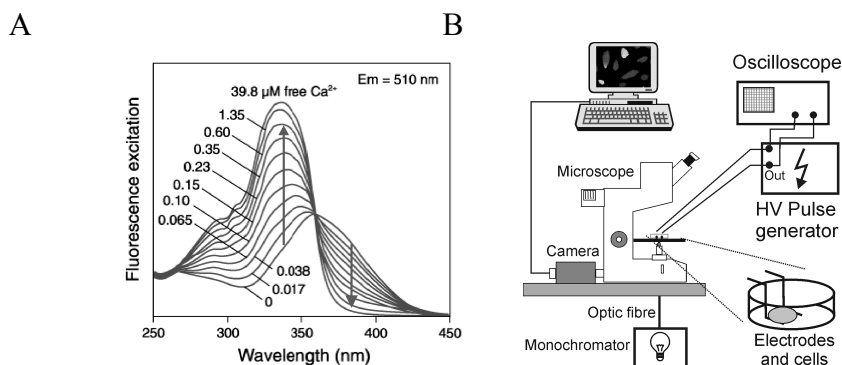 A
B
Fluorescence excitation
39.8 µM free Ca²⁺
Em = 510 nm
1.35
0.60
0.35
0.23
0.15
0.10
0.065
0.038
0.017
0
250
300
350
400
450
Wavelength (nm)
Oscilloscope
Microscope
Out
HV Pulse
generator
Camera
Optic fibre
Monochromator
Electrodes
and cells